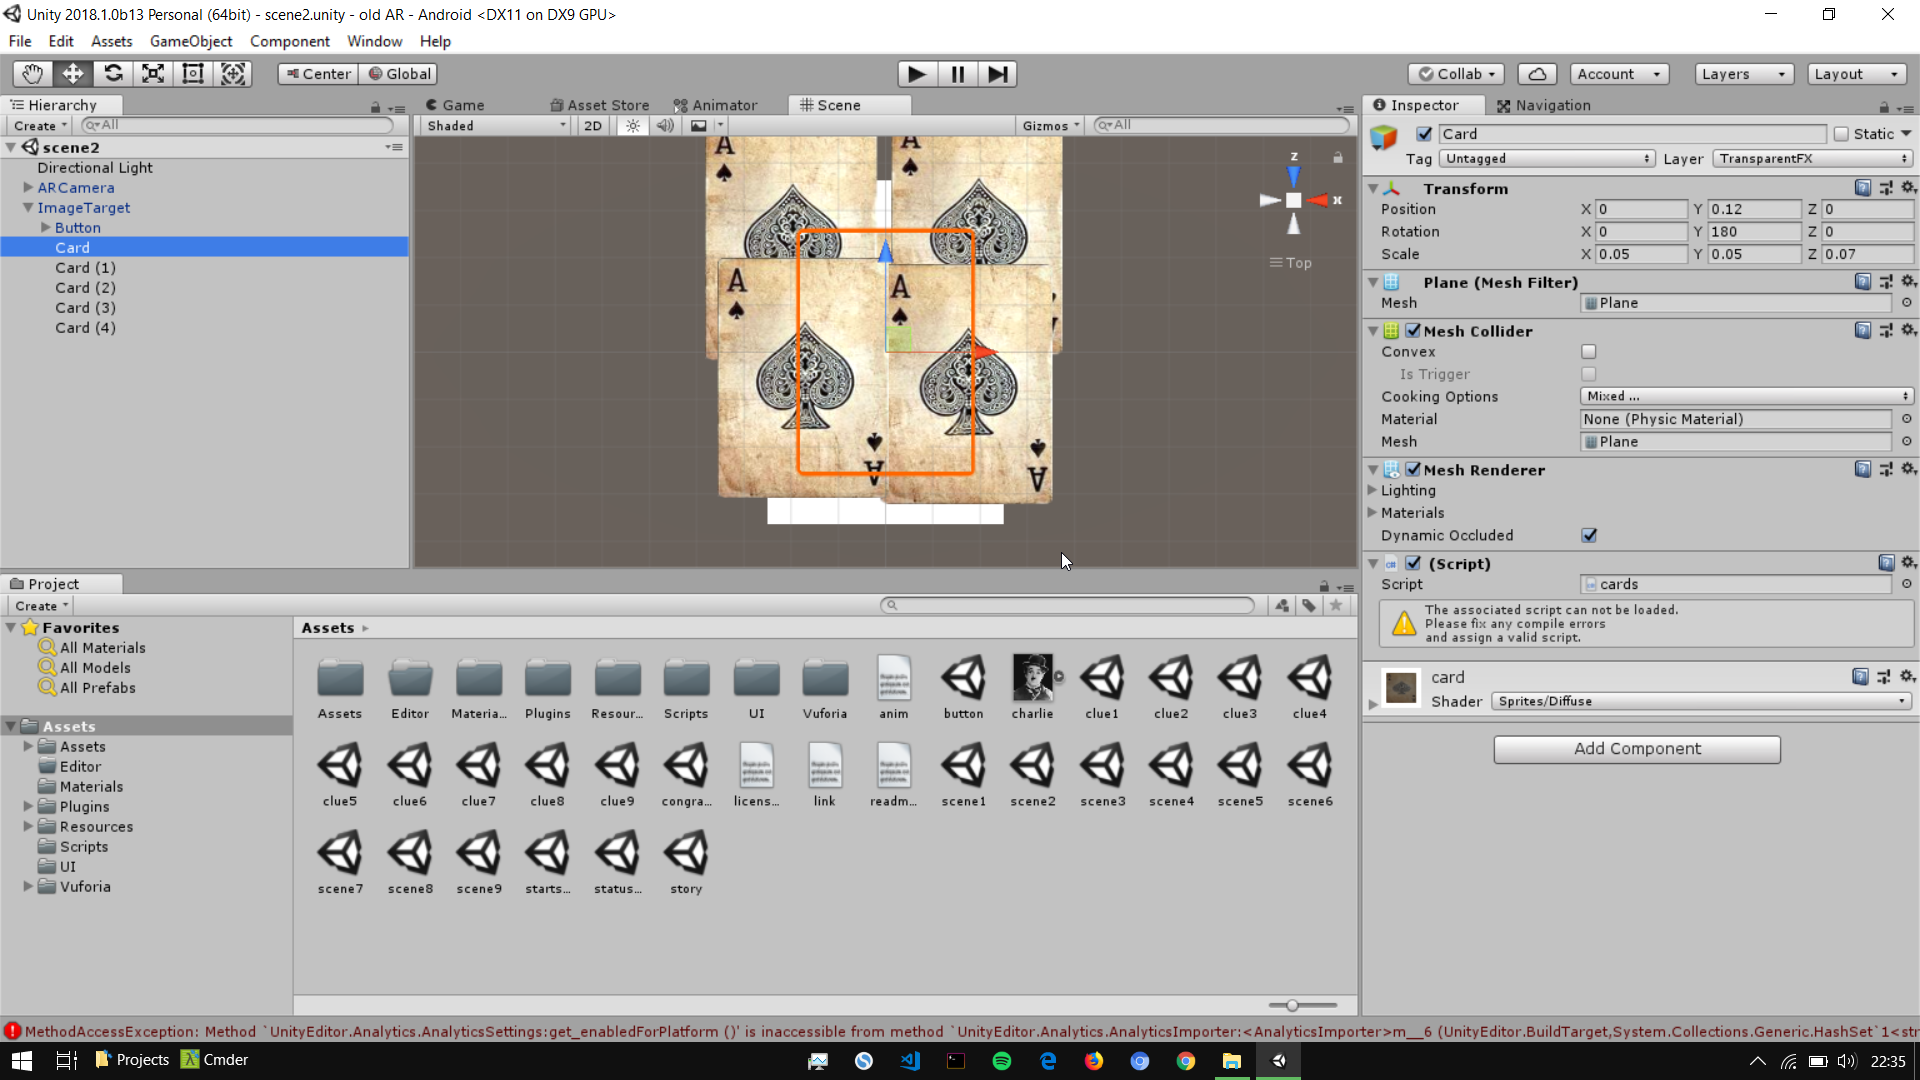 Unity 2018.1.0b13 Personal (64bit) - scene2.unity - old AR - Android <DX11 on DX9 GPU>
File Edit Assets GameObject Component Window Help
Center Global Collab Account Layers Layout
Hierarchy
Create All
scene2
Directional Light
ARCamera
ImageTarget
Button
Card
Card (1)
Card (2)
Card (3)
Card (4)
Game Asset Store Animator Scene
Shaded 2D Gizmos All
A A
A A
A A
z
x
Top
Inspector Navigation
Card Static
Tag Untagged Layer TransparentFX
Transform
Position X 0 Y 0.12 Z 0
Rotation X 0 Y 180 Z 0
Scale X 0.05 Y 0.05 Z 0.07
Plane (Mesh Filter)
Mesh Plane
Mesh Collider
Convex
Is Trigger
Cooking Options Mixed ...
Material None (Physic Material)
Mesh Plane
Mesh Renderer
Lighting
Materials
Dynamic Occluded
(Script)
Script cards
The associated script can not be loaded.
Please fix any compile errors
and assign a valid script.
card
Shader Sprites/Diffuse
Add Component
Project
Create
Favorites
All Materials
All Models
All Prefabs
Assets
Assets
Editor
Materials
Plugins
Resources
Scripts
UI
Vuforia
Assets
Assets Editor Materia... Plugins Resour... Scripts UI Vuforia anim button charlie clue1 clue2 clue3 clue4
clue5 clue6 clue7 clue8 clue9 congra... licens... link readm... scene1 scene2 scene3 scene4 scene5 scene6
scene7 scene8 scene9 starts... status... story
MethodAccessException: Method `UnityEditor.Analytics.AnalyticsSettings:get_enabledForPlatform ()' is inaccessible from method `UnityEditor.Analytics.AnalyticsImporter:<AnalyticsImporter>m__6 (UnityEditor.BuildTarget,System.Collections.Generic.HashSet`1<str
Projects Cmder 22:35